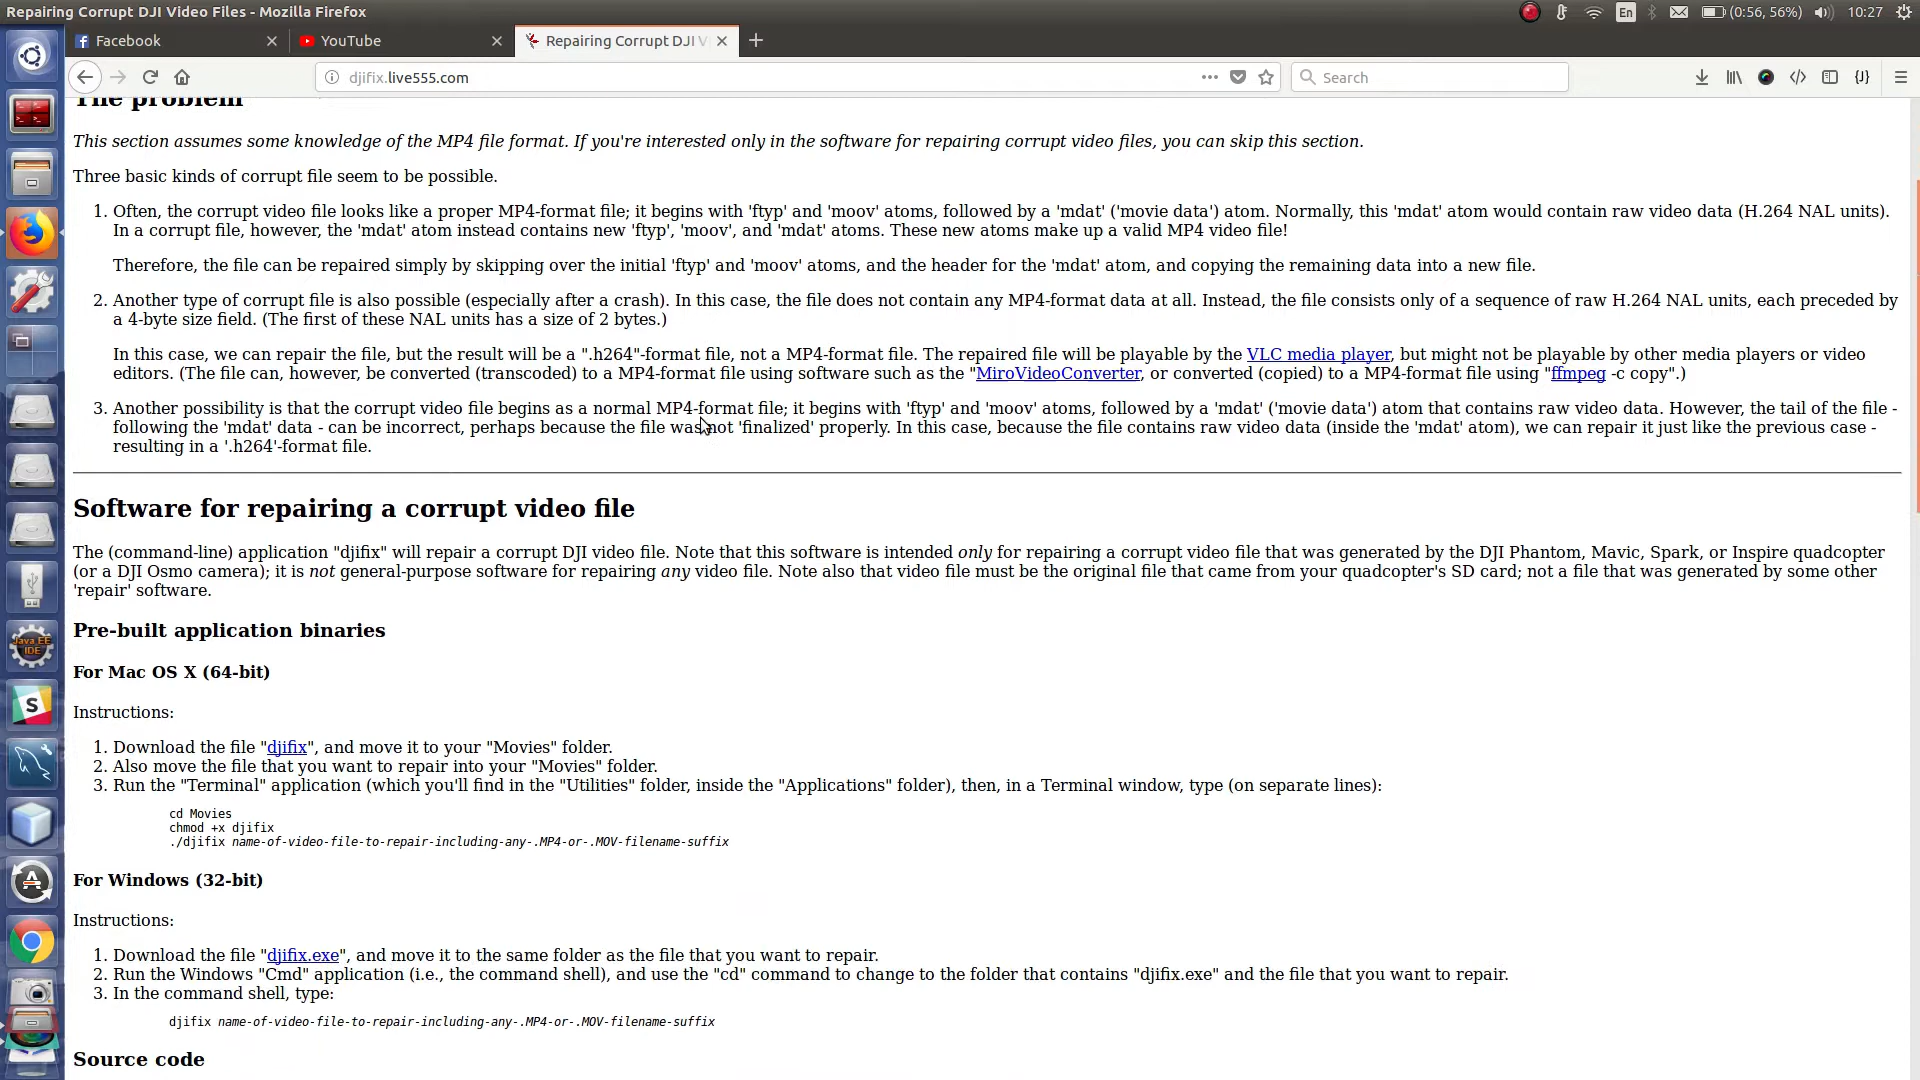 Repairing Corrupt DJI Video Files - Mozilla Firefox
En
(0:56, 56%)
10:27
Facebook
YouTube
Repairing Corrupt DJI V
djifix.live555.com
Search
The problem
This section assumes some knowledge of the MP4 file format. If you're interested only in the software for repairing corrupt video files, you can skip this section.
Three basic kinds of corrupt file seem to be possible.
1. Often, the corrupt video file looks like a proper MP4-format file; it begins with 'ftyp' and 'moov' atoms, followed by a 'mdat' ('movie data') atom. Normally, this 'mdat' atom would contain raw video data (H.264 NAL units).
In a corrupt file, however, the 'mdat' atom instead contains new 'ftyp', 'moov', and 'mdat' atoms. These new atoms make up a valid MP4 video file!
Therefore, the file can be repaired simply by skipping over the initial 'ftyp' and 'moov' atoms, and the header for the 'mdat' atom, and copying the remaining data into a new file.
2. Another type of corrupt file is also possible (especially after a crash). In this case, the file does not contain any MP4-format data at all. Instead, the file consists only of a sequence of raw H.264 NAL units, each preceded by
a 4-byte size field. (The first of these NAL units has a size of 2 bytes.)
In this case, we can repair the file, but the result will be a ".h264"-format file, not a MP4-format file. The repaired file will be playable by the VLC media player, but might not be playable by other media players or video
editors. (The file can, however, be converted (transcoded) to a MP4-format file using software such as the "MiroVideoConverter, or converted (copied) to a MP4-format file using "ffmpeg -c copy".)
3. Another possibility is that the corrupt video file begins as a normal MP4-format file; it begins with 'ftyp' and 'moov' atoms, followed by a 'mdat' ('movie data') atom that contains raw video data. However, the tail of the file -
following the 'mdat' data - can be incorrect, perhaps because the file was not 'finalized' properly. In this case, because the file contains raw video data (inside the 'mdat' atom), we can repair it just like the previous case -
resulting in a '.h264'-format file.
Software for repairing a corrupt video file
The (command-line) application "djifix" will repair a corrupt DJI video file. Note that this software is intended only for repairing a corrupt video file that was generated by the DJI Phantom, Mavic, Spark, or Inspire quadcopter
(or a DJI Osmo camera); it is not general-purpose software for repairing any video file. Note also that video file must be the original file that came from your quadcopter's SD card; not a file that was generated by some other
'repair' software.
Pre-built application binaries
For Mac OS X (64-bit)
Instructions:
1. Download the file "djifix", and move it to your "Movies" folder.
2. Also move the file that you want to repair into your "Movies" folder.
3. Run the "Terminal" application (which you'll find in the "Utilities" folder, inside the "Applications" folder), then, in a Terminal window, type (on separate lines):
cd Movies
chmod +x djifix
./djifix name-of-video-file-to-repair-including-any-.MP4-or-.MOV-filename-suffix
For Windows (32-bit)
Instructions:
1. Download the file "djifix.exe", and move it to the same folder as the file that you want to repair.
2. Run the Windows "Cmd" application (i.e., the command shell), and use the "cd" command to change to the folder that contains "djifix.exe" and the file that you want to repair.
3. In the command shell, type:
djifix name-of-video-file-to-repair-including-any-.MP4-or-.MOV-filename-suffix
Source code
Java EE
IDE
S
A